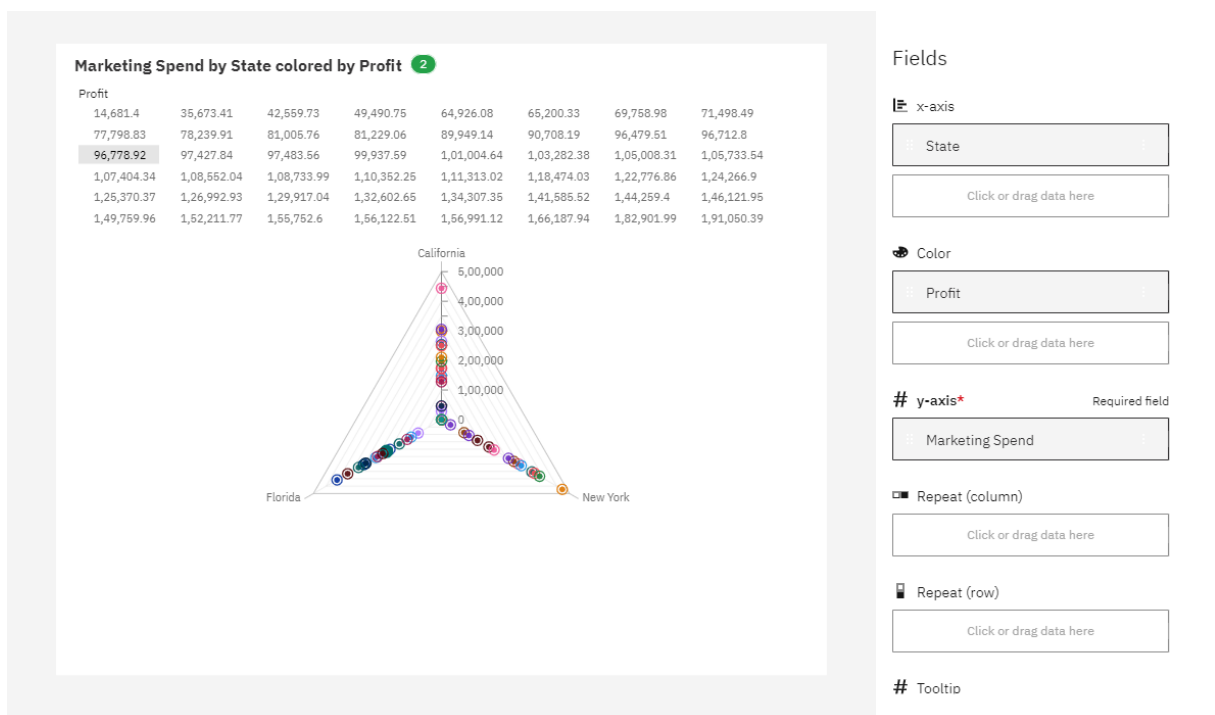 Marketing Spend by State colored by Profit 2
Profit
14,681.4 35,673.41 42,559.73 49,490.75 64,926.08 65,200.33 69,758.98 71,498.49
77,798.83 78,239.91 81,005.76 81,229.06 89,949.14 90,708.19 96,479.51 96,712.8
96,778.92 97,427.84 97,483.56 99,937.59 1,01,004.64 1,03,282.38 1,05,008.31 1,05,733.54
1,07,404.34 1,08,552.04 1,08,733.99 1,10,352.25 1,11,313.02 1,18,474.03 1,22,776.86 1,24,266.9
1,25,370.37 1,26,992.93 1,29,917.04 1,32,602.65 1,34,307.35 1,41,585.52 1,44,259.4 1,46,121.95
1,49,759.96 1,52,211.77 1,55,752.6 1,56,122.51 1,56,991.12 1,66,187.94 1,82,901.99 1,91,050.39
California
5,00,000
4,00,000
3,00,000
2,00,000
1,00,000
0
Florida
New York
Fields
x-axis
State
Click or drag data here
Color
Profit
Click or drag data here
# y-axis* Required field
Marketing Spend
Repeat (column)
Click or drag data here
Repeat (row)
Click or drag data here
# Tooltip